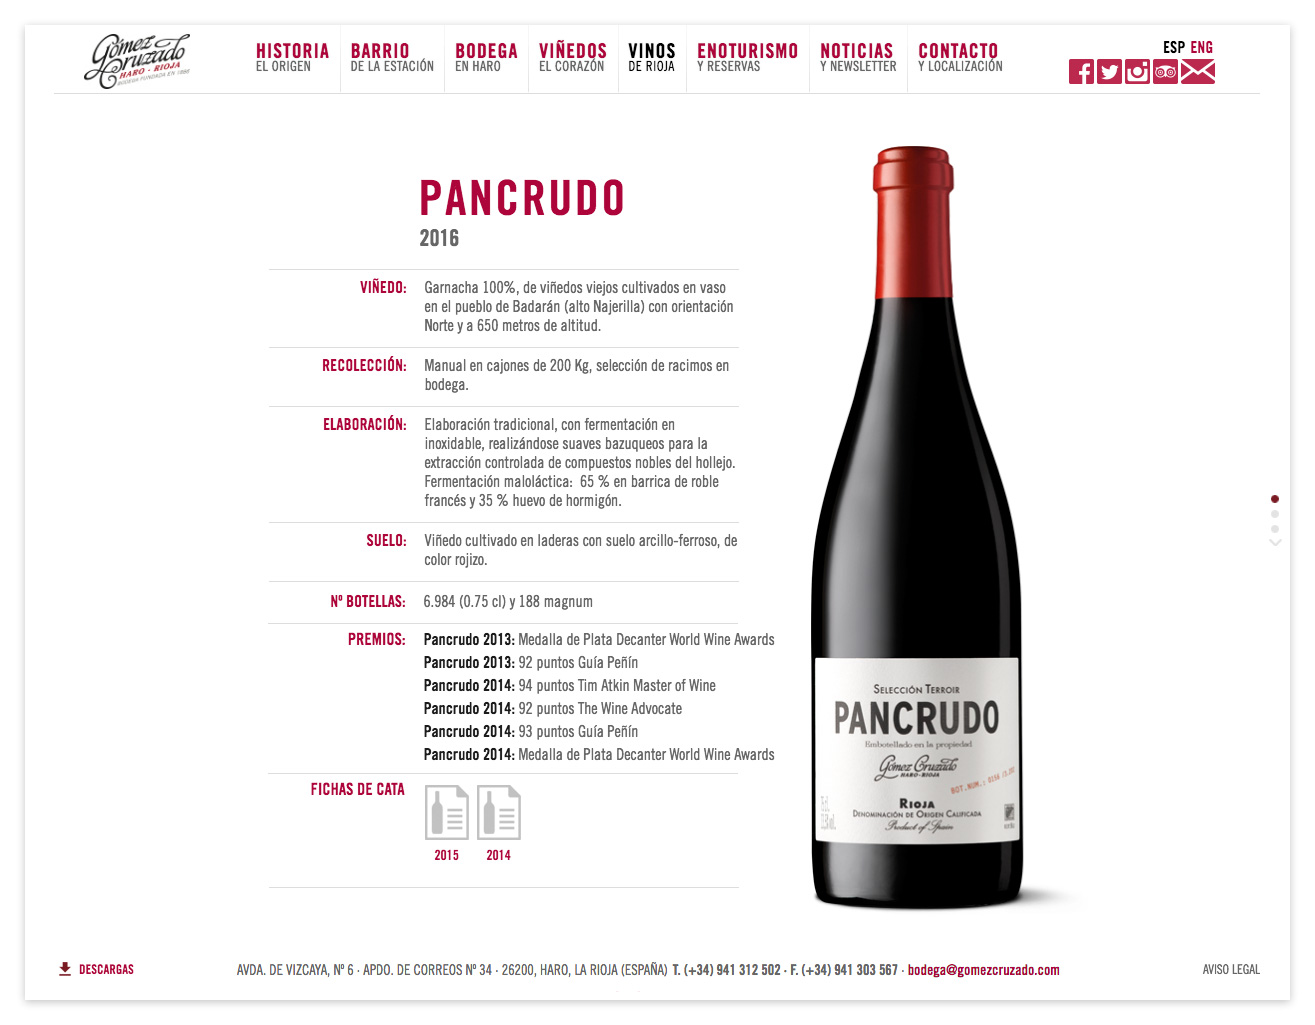 Gómez
Cruzado
HARO - RIOJA
BODEGA FUNDADA EN 1886
HISTORIA
EL ORIGEN
BARRIO
DE LA ESTACIÓN
BODEGA
EN HARO
VIÑEDOS
EL CORAZÓN
VINOS
DE RIOJA
ENOTURISMO
Y RESERVAS
NOTICIAS
Y NEWSLETTER
CONTACTO
Y LOCALIZACIÓN
ESP ENG
PANCRUDO
2016
VIÑEDO:
Garnacha 100%, de viñedos viejos cultivados en vaso
en el pueblo de Badarán (alto Najerilla) con orientación
Norte y a 650 metros de altitud.
RECOLECCIÓN:
Manual en cajones de 200 Kg, selección de racimos en
bodega.
ELABORACIÓN:
Elaboración tradicional, con fermentación en
inoxidable, realizándose suaves bazuqueos para la
extracción controlada de compuestos nobles del hollejo.
Fermentación maloláctica: 65 % en barrica de roble
francés y 35 % huevo de hormigón.
SUELO:
Viñedo cultivado en laderas con suelo arcillo-ferroso, de
color rojizo.
Nº BOTELLAS:
6.984 (0.75 cl) y 188 magnum
PREMIOS:
Pancrudo 2013: Medalla de Plata Decanter World Wine Awards
Pancrudo 2013: 92 puntos Guía Peñín
Pancrudo 2014: 94 puntos Tim Atkin Master of Wine
Pancrudo 2014: 92 puntos The Wine Advocate
Pancrudo 2014: 93 puntos Guía Peñín
Pancrudo 2014: Medalla de Plata Decanter World Wine Awards
FICHAS DE CATA
2015 2014
SELECCIÓN TERROIR
PANCRUDO
Embotellado en la propiedad
Gómez Cruzado
HARO-RIOJA
BOT.NUM.:
RIOJA
DENOMINACIÓN DE ORIGEN CALIFICADA
Product of Spain
DESCARGAS
AVDA. DE VIZCAYA, Nº 6 · APDO. DE CORREOS Nº 34 · 26200, HARO, LA RIOJA (ESPAÑA) T. (+34) 941 312 502 · F. (+34) 941 303 567 · bodega@gomezcruzado.com
AVISO LEGAL